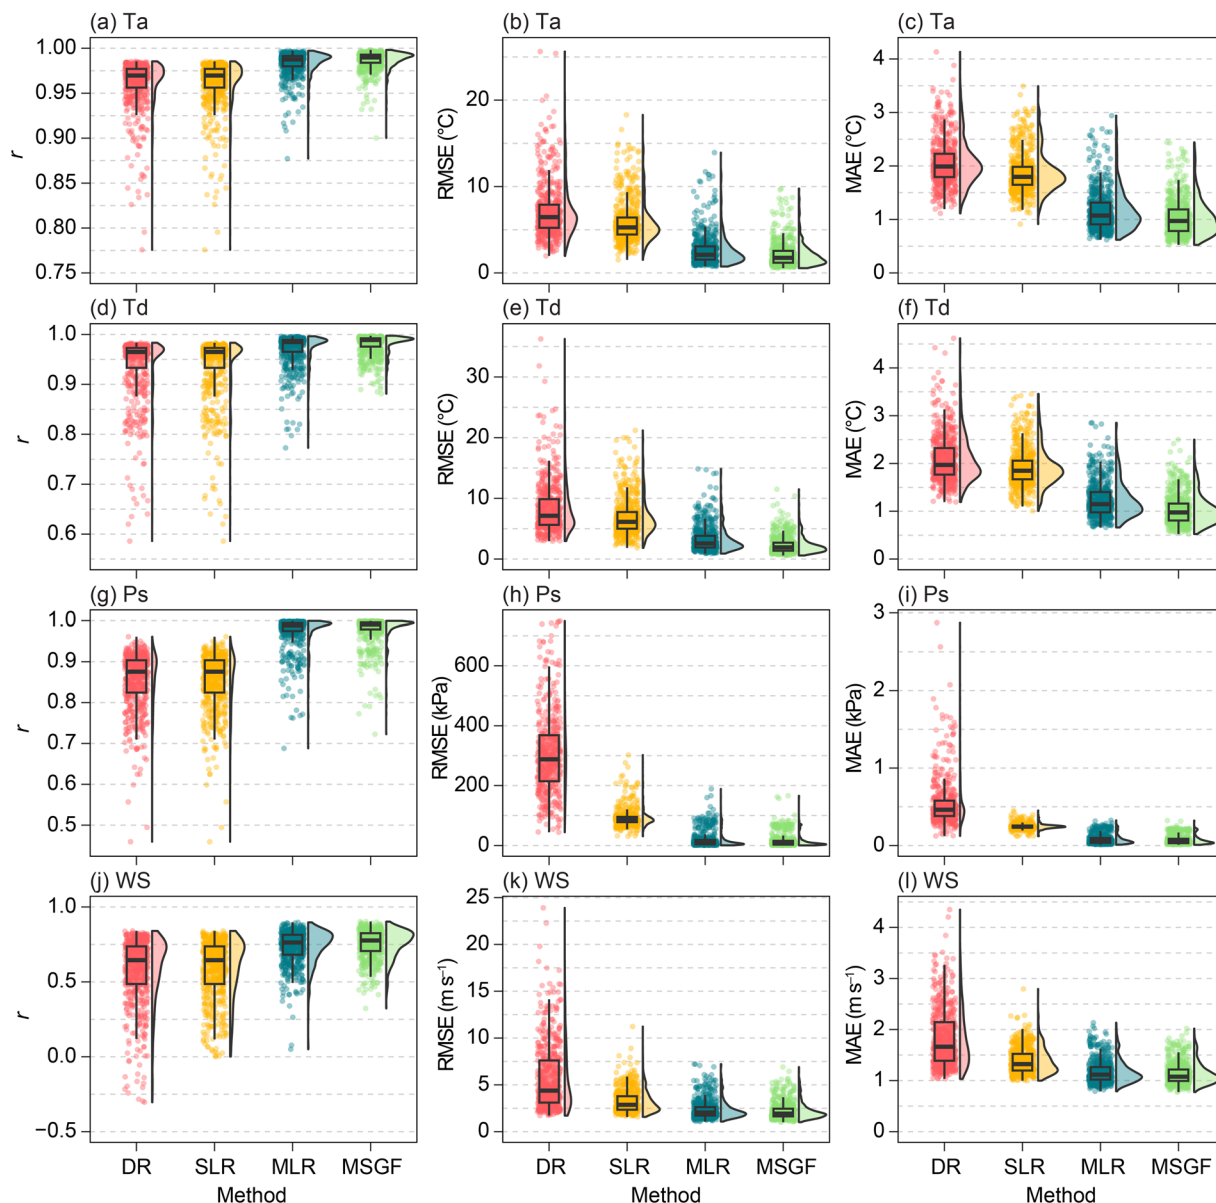 (a) Ta
r
1.00
0.95
0.90
0.85
0.80
0.75
(b) Ta
RMSE (°C)
20
10
0
(c) Ta
MAE (°C)
4
3
2
1
0
(d) Td
r
1.0
0.9
0.8
0.7
0.6
(e) Td
RMSE (°C)
30
20
10
0
(f) Td
MAE (°C)
4
3
2
1
0
(g) Ps
r
1.0
0.9
0.8
0.7
0.6
0.5
(h) Ps
RMSE (kPa)
600
400
200
0
(i) Ps
MAE (kPa)
3
2
1
0
(j) WS
r
1.0
0.5
0.0
−0.5
DR SLR MLR MSGF
Method
(k) WS
RMSE (m s⁻¹)
25
20
15
10
5
0
DR SLR MLR MSGF
Method
(l) WS
MAE (m s⁻¹)
4
3
2
1
0
DR SLR MLR MSGF
Method